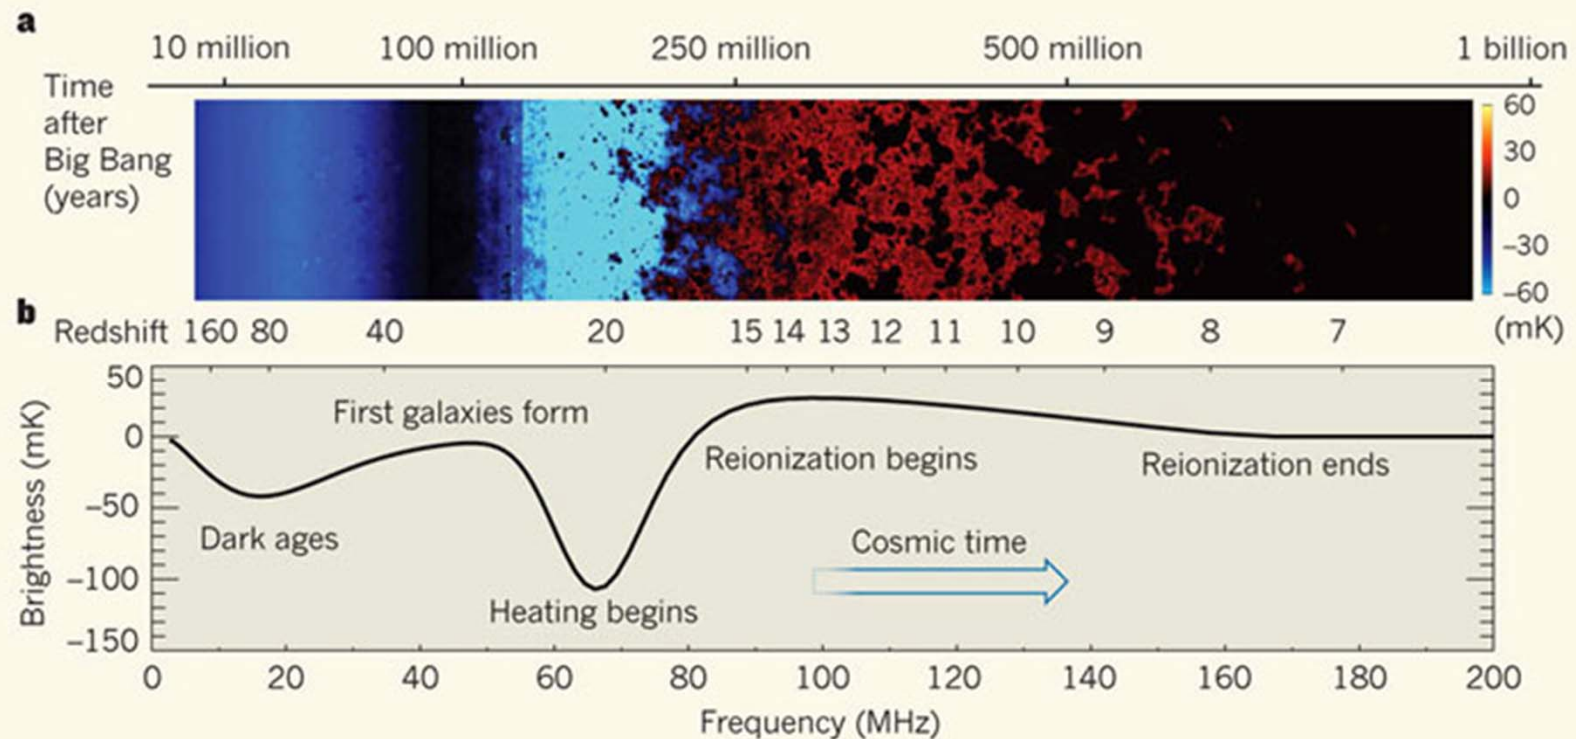 a
10 million 100 million 250 million 500 million 1 billion
Time
after
Big Bang
(years)
60
30
0
–30
–60
(mK)
b
Redshift 160 80 40 20 15 14 13 12 11 10 9 8 7
Brightness (mK)
50
0
–50
–100
–150
First galaxies form
Dark ages
Heating begins
Reionization begins
Reionization ends
Cosmic time
0 20 40 60 80 100 120 140 160 180 200
Frequency (MHz)